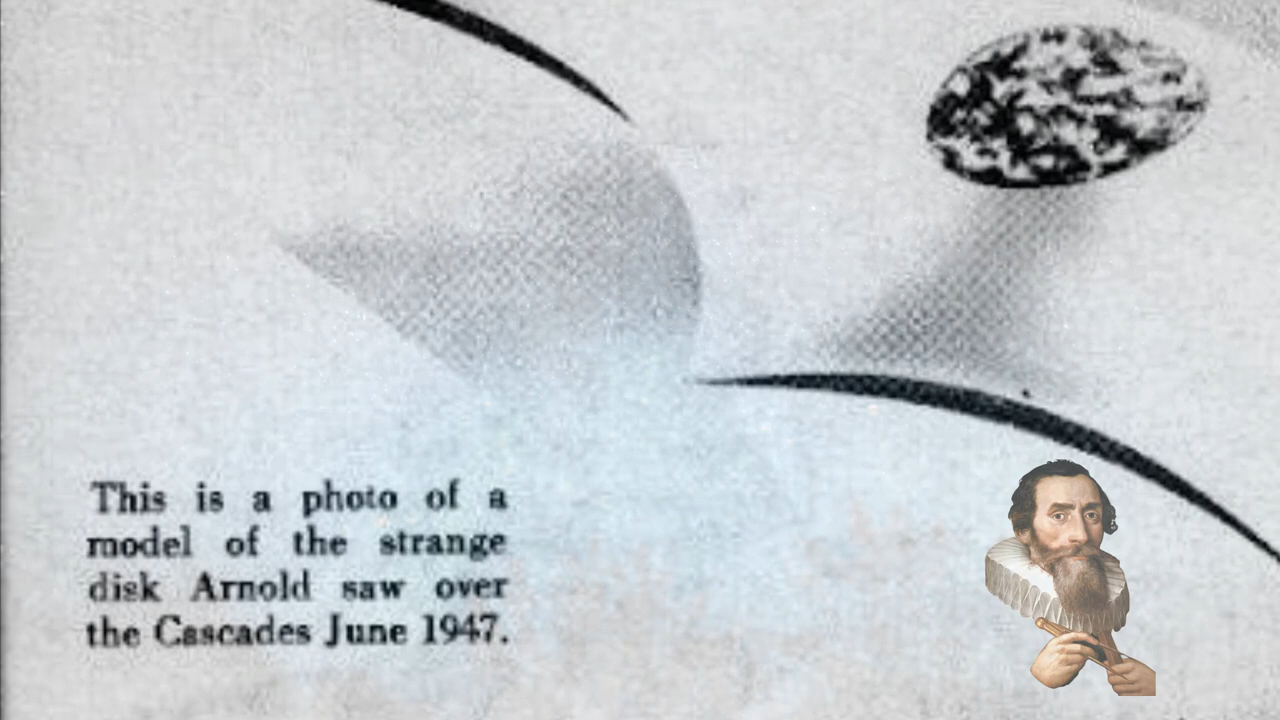 This is a photo of a
model of the strange
disk Arnold saw over
the Cascades June 1947.